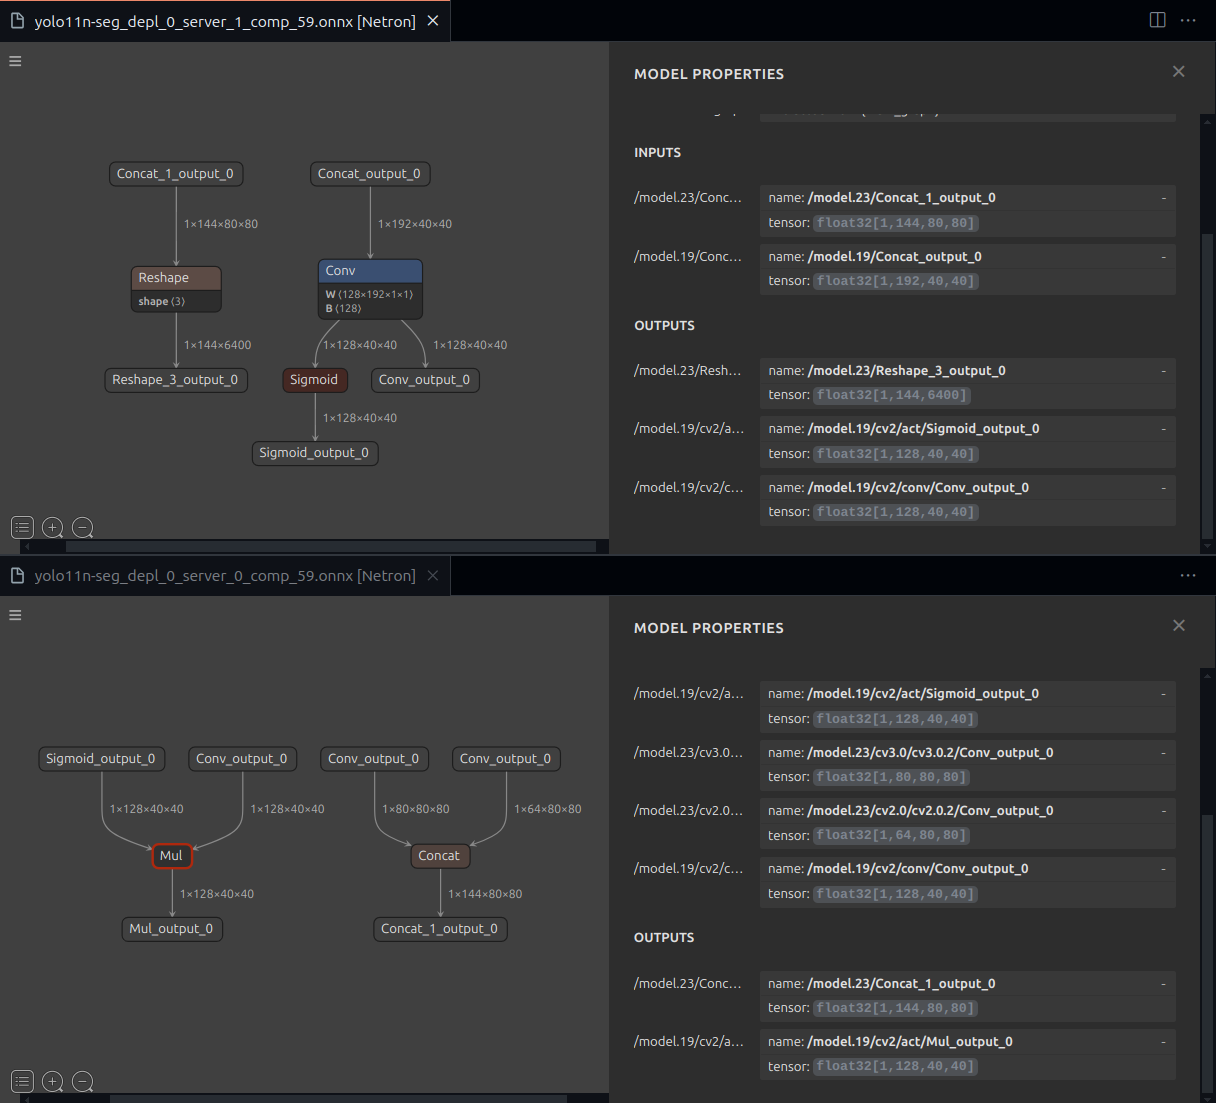 yolo11n-seg_depl_0_server_1_comp_59.onnx [Netron]
MODEL PROPERTIES
Concat_1_output_0
Concat_output_0
1×144×80×80
1×192×40×40
Reshape
shape ⟨3⟩
Conv
W ⟨128×192×1×1⟩
B ⟨128⟩
1×144×6400
1×128×40×40
1×128×40×40
Reshape_3_output_0
Sigmoid
Conv_output_0
1×128×40×40
Sigmoid_output_0
INPUTS
/model.23/Conc...
name: /model.23/Concat_1_output_0
-
tensor: float32[1,144,80,80]
/model.19/Conc...
name: /model.19/Concat_output_0
-
tensor: float32[1,192,40,40]
OUTPUTS
/model.23/Resh...
name: /model.23/Reshape_3_output_0
-
tensor: float32[1,144,6400]
/model.19/cv2/a...
name: /model.19/cv2/act/Sigmoid_output_0
-
tensor: float32[1,128,40,40]
/model.19/cv2/c...
name: /model.19/cv2/conv/Conv_output_0
-
tensor: float32[1,128,40,40]
yolo11n-seg_depl_0_server_0_comp_59.onnx [Netron]
MODEL PROPERTIES
Sigmoid_output_0
Conv_output_0
Conv_output_0
Conv_output_0
1×128×40×40
1×128×40×40
1×80×80×80
1×64×80×80
Mul
Concat
1×128×40×40
1×144×80×80
Mul_output_0
Concat_1_output_0
/model.19/cv2/a...
name: /model.19/cv2/act/Sigmoid_output_0
-
tensor: float32[1,128,40,40]
/model.23/cv3.0...
name: /model.23/cv3.0/cv3.0.2/Conv_output_0
-
tensor: float32[1,80,80,80]
/model.23/cv2.0...
name: /model.23/cv2.0/cv2.0.2/Conv_output_0
-
tensor: float32[1,64,80,80]
/model.19/cv2/c...
name: /model.19/cv2/conv/Conv_output_0
-
tensor: float32[1,128,40,40]
OUTPUTS
/model.23/Conc...
name: /model.23/Concat_1_output_0
-
tensor: float32[1,144,80,80]
/model.19/cv2/a...
name: /model.19/cv2/act/Mul_output_0
-
tensor: float32[1,128,40,40]